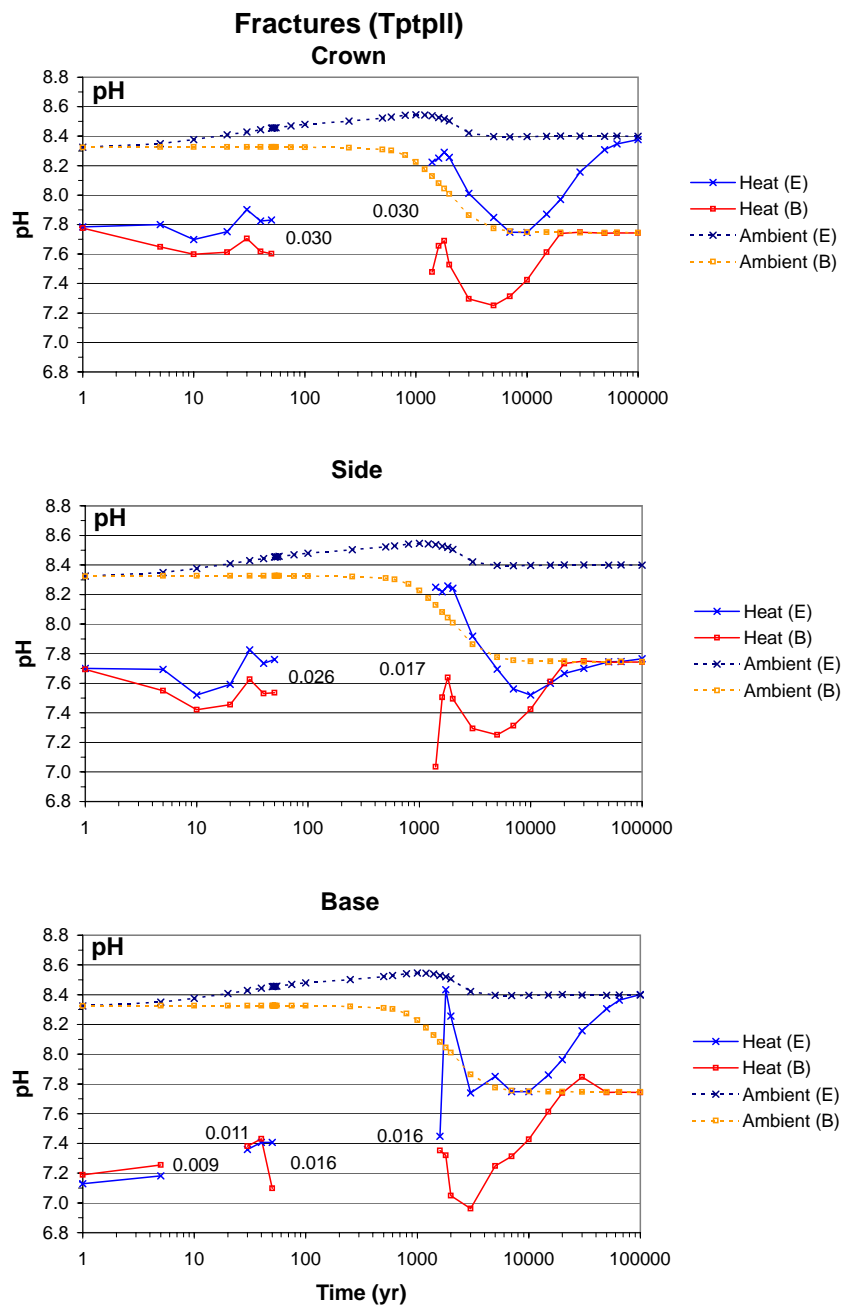 Fractures (Tptpll)
Crown
pH
8.8
8.6
8.4
8.2
8.0
7.8
7.6
7.4
7.2
7.0
6.8
pH
0.030
0.030
1 10 100 1000 10000 100000
Heat (E)
Heat (B)
Ambient (E)
Ambient (B)
Side
pH
8.8
8.6
8.4
8.2
8.0
7.8
7.6
7.4
7.2
7.0
6.8
pH
0.026
0.017
1 10 100 1000 10000 100000
Heat (E)
Heat (B)
Ambient (E)
Ambient (B)
Base
pH
8.8
8.6
8.4
8.2
8.0
7.8
7.6
7.4
7.2
7.0
6.8
pH
0.009
0.011
0.016
0.016
1 10 100 1000 10000 100000
Time (yr)
Heat (E)
Heat (B)
Ambient (E)
Ambient (B)